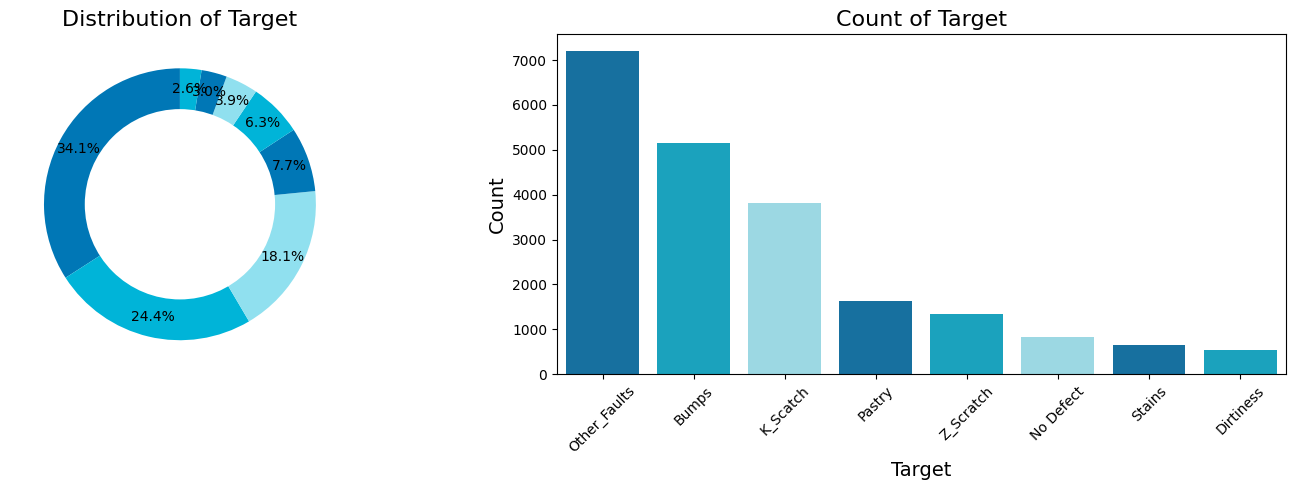 Distribution of Target
2.6%
3.0%
3.9%
6.3%
7.7%
34.1%
18.1%
24.4%
Count of Target
Count
7000
6000
5000
4000
3000
2000
1000
0
Other_Faults
Bumps
K_Scatch
Pastry
Z_Scratch
No Defect
Stains
Dirtiness
Target